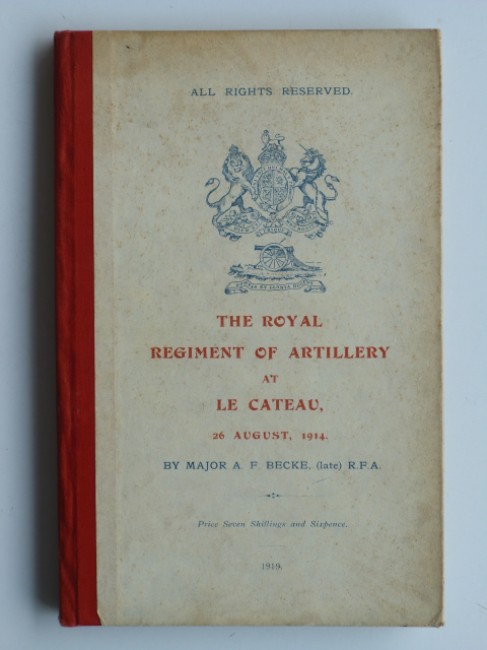 ALL RIGHTS RESERVED.
THE ROYAL
REGIMENT OF ARTILLERY
AT
LE CATEAU,
26 AUGUST, 1914.
BY MAJOR A. F. BECKE, (late) R.F.A.
Price Seven Shillings and Sixpence.
1919.